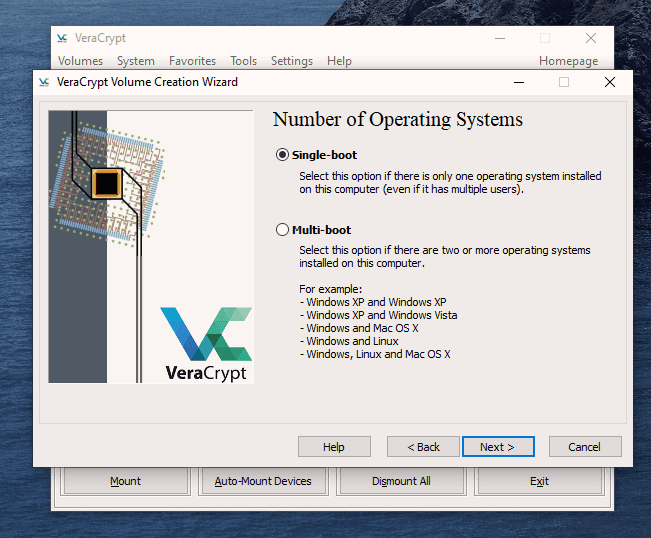 VeraCrypt
Volumes System Favorites Tools Settings Help Homepage
VeraCrypt Volume Creation Wizard
Number of Operating Systems
Single-boot
Select this option if there is only one operating system installed
on this computer (even if it has multiple users).
Multi-boot
Select this option if there are two or more operating systems
installed on this computer.
For example:
- Windows XP and Windows XP
- Windows XP and Windows Vista
- Windows and Mac OS X
- Windows and Linux
- Windows, Linux and Mac OS X
VeraCrypt
Help < Back Next > Cancel
Mount Auto-Mount Devices Dismount All Exit